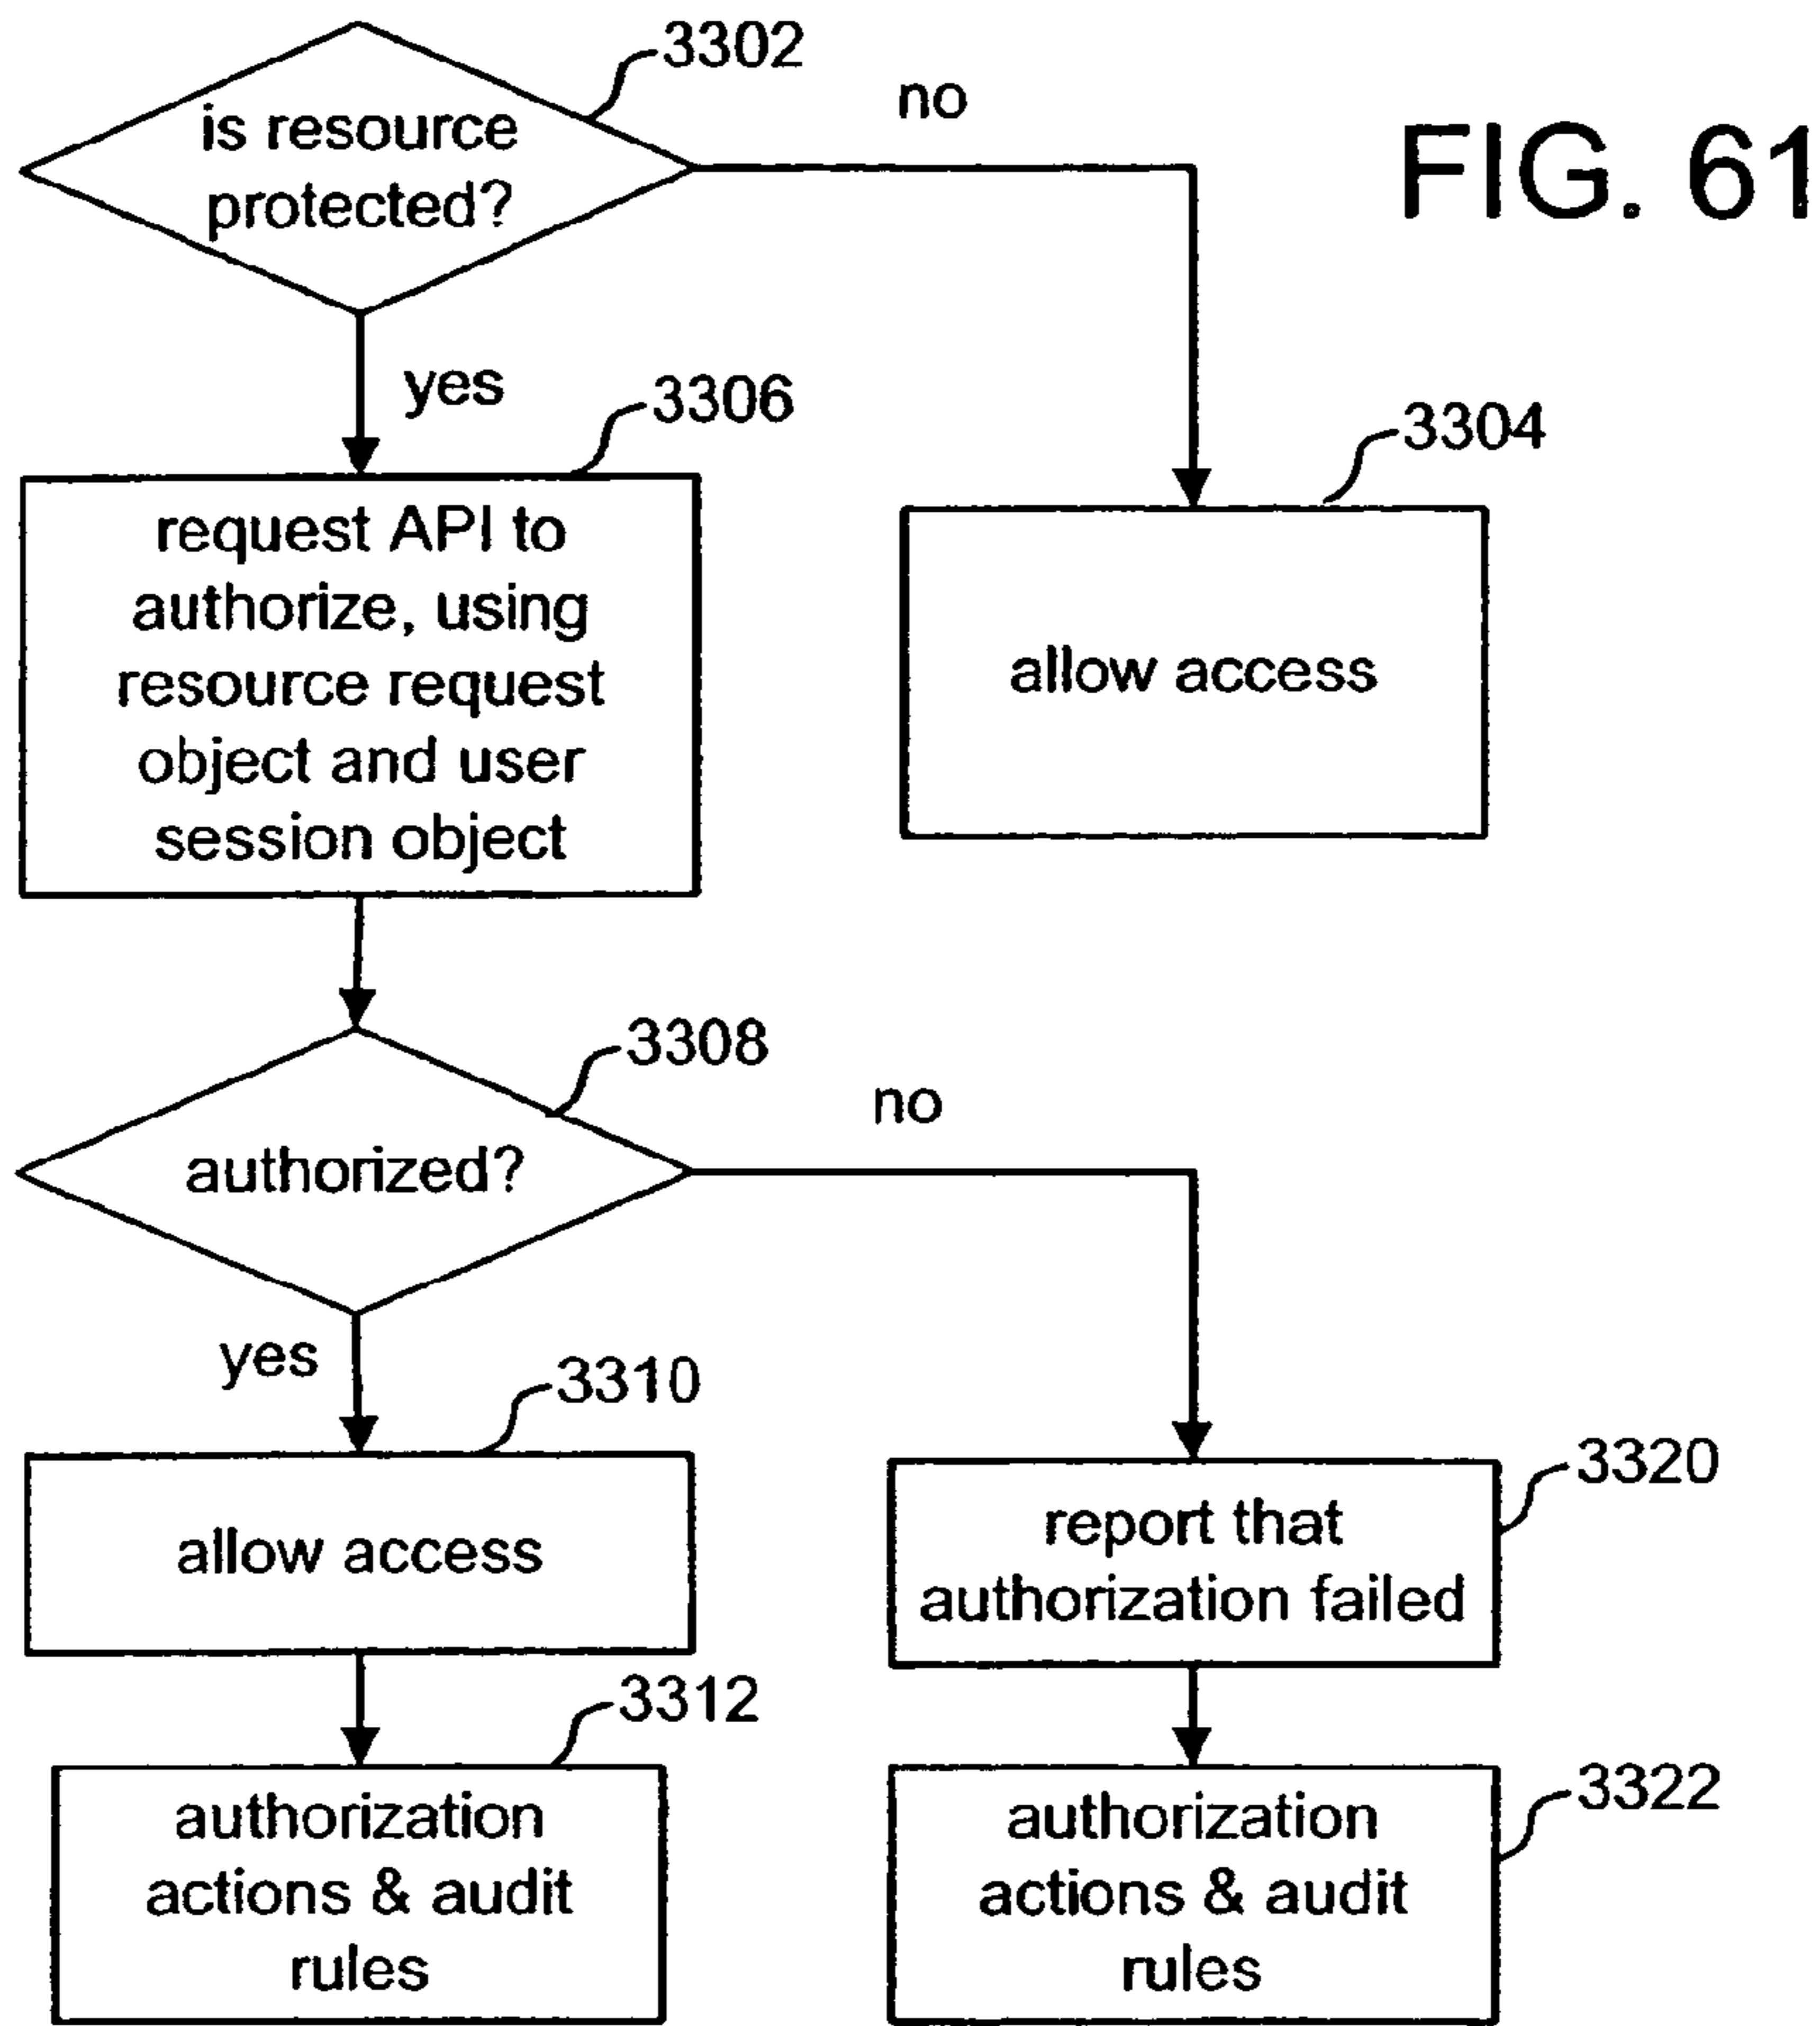 3302
no
FIG. 61
is resource
protected?
yes
3306
3304
request API to
authorize, using
resource request
object and user
session object
allow access
3308
no
authorized?
yes
3310
3320
allow access
report that
authorization failed
3312
3322
authorization
actions & audit
rules
authorization
actions & audit
rules